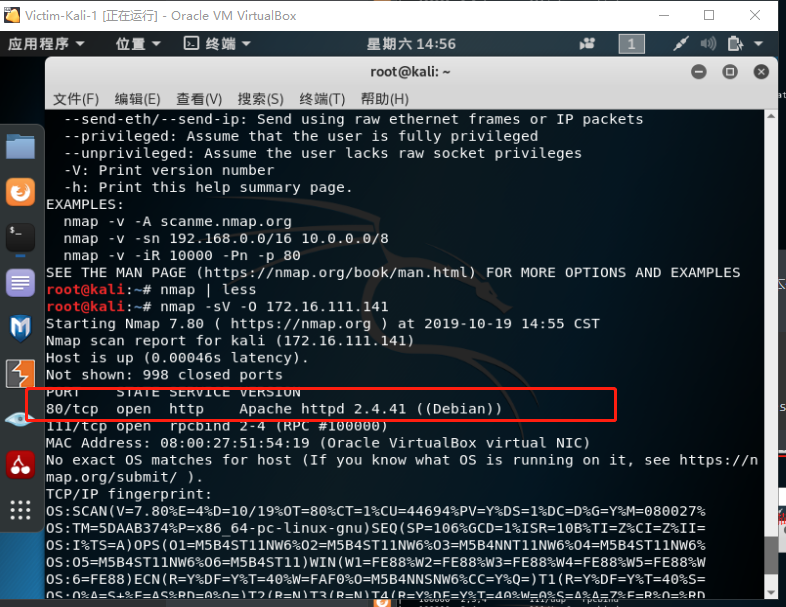 Victim-Kali-1 [正在运行] - Oracle VM VirtualBox
应用程序 位置 终端 星期六 14:56 1
root@kali: ~
文件(F) 编辑(E) 查看(V) 搜索(S) 终端(T) 帮助(H)
--send-eth/--send-ip: Send using raw ethernet frames or IP packets
--privileged: Assume that the user is fully privileged
--unprivileged: Assume the user lacks raw socket privileges
-V: Print version number
-h: Print this help summary page.
EXAMPLES:
nmap -v -A scanme.nmap.org
nmap -v -sn 192.168.0.0/16 10.0.0.0/8
nmap -v -iR 10000 -Pn -p 80
SEE THE MAN PAGE (https://nmap.org/book/man.html) FOR MORE OPTIONS AND EXAMPLES
root@kali:~# nmap | less
root@kali:~# nmap -sV -O 172.16.111.141
Starting Nmap 7.80 ( https://nmap.org ) at 2019-10-19 14:55 CST
Nmap scan report for kali (172.16.111.141)
Host is up (0.00046s latency).
Not shown: 998 closed ports
PORT STATE SERVICE VERSION
80/tcp open http Apache httpd 2.4.41 ((Debian))
111/tcp open rpcbind 2-4 (RPC #100000)
MAC Address: 08:00:27:51:54:19 (Oracle VirtualBox virtual NIC)
No exact OS matches for host (If you know what OS is running on it, see https://n
map.org/submit/ ).
TCP/IP fingerprint:
OS:SCAN(V=7.80%E=4%D=10/19%OT=80%CT=1%CU=44694%PV=Y%DS=1%DC=D%G=Y%M=080027%
OS:TM=5DAAB374%P=x86_64-pc-linux-gnu)SEQ(SP=106%GCD=1%ISR=10B%TI=Z%CI=Z%II=
OS:I%TS=A)OPS(O1=M5B4ST11NW6%O2=M5B4ST11NW6%O3=M5B4NNT11NW6%O4=M5B4ST11NW6%
OS:O5=M5B4ST11NW6%O6=M5B4ST11)WIN(W1=FE88%W2=FE88%W3=FE88%W4=FE88%W5=FE88%W
OS:6=FE88)ECN(R=Y%DF=Y%T=40%W=FAF0%O=M5B4NNSNW6%CC=Y%Q=)T1(R=Y%DF=Y%T=40%S=
OS:O%A=S+%F=AS%RD=0%Q=)T2(R=N)T3(R=N)T4(R=Y%DF=Y%T=40%W=0%S=A%A=Z%F=R%O=%RD